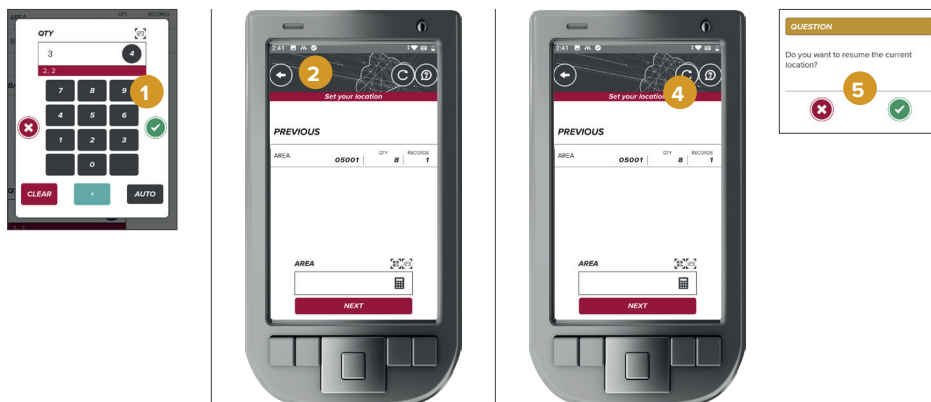 AREA
QTY
RECORDS
QTY
3
4
2, 2
7 8 9
4 5 6
1 2 3
0
CLEAR
+
AUTO
1
2:41
2
Set your location
PREVIOUS
AREA
05001
QTY
8
RECORDS
1
AREA
NEXT
2:41
4
Set your location
PREVIOUS
AREA
05001
QTY
8
RECORDS
1
AREA
NEXT
QUESTION
Do you want to resume the current
location?
5